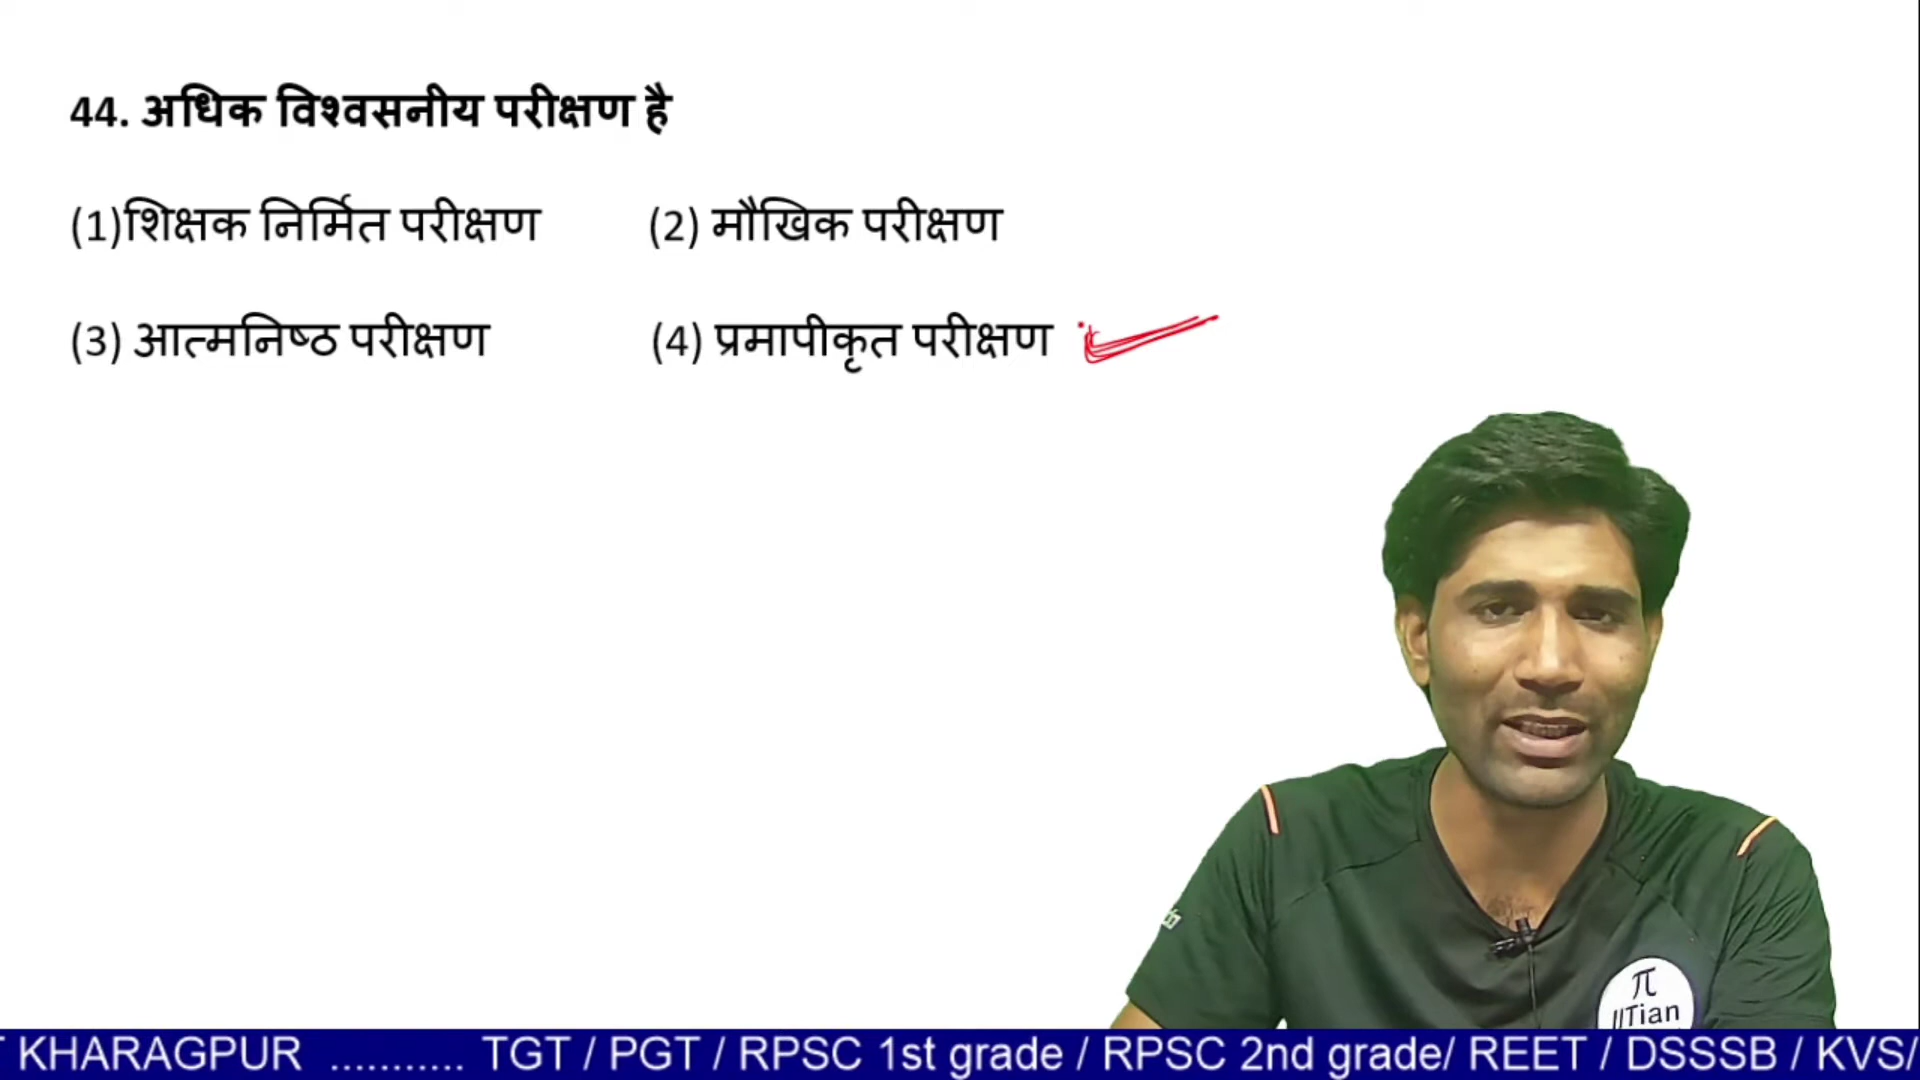 44. अधिक विश्वसनीय परीक्षण है
(1)शिक्षक निर्मित परीक्षण (2) मौखिक परीक्षण
(3) आत्मनिष्ठ परीक्षण (4) प्रमापीकृत परीक्षण
π
IITian
KHARAGPUR ........... TGT / PGT / RPSC 1st grade / RPSC 2nd grade/ REET / DSSSB / KVS/